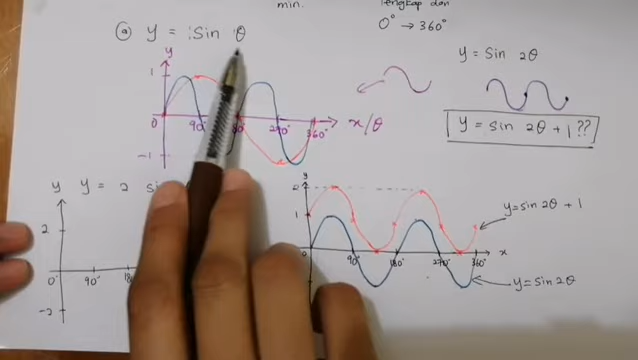 min.
lengkap dan
0° → 360°
(a) y = sin θ
y
1
0
-1
90°
270°
360°
x/θ
y = sin 2θ
y = sin 2θ + 1 ??
y
y = 2
2
0°
90°
-2
y
2
1
0
90°
180°
270°
360°
x
y = sin 2θ + 1
y = sin 2θ